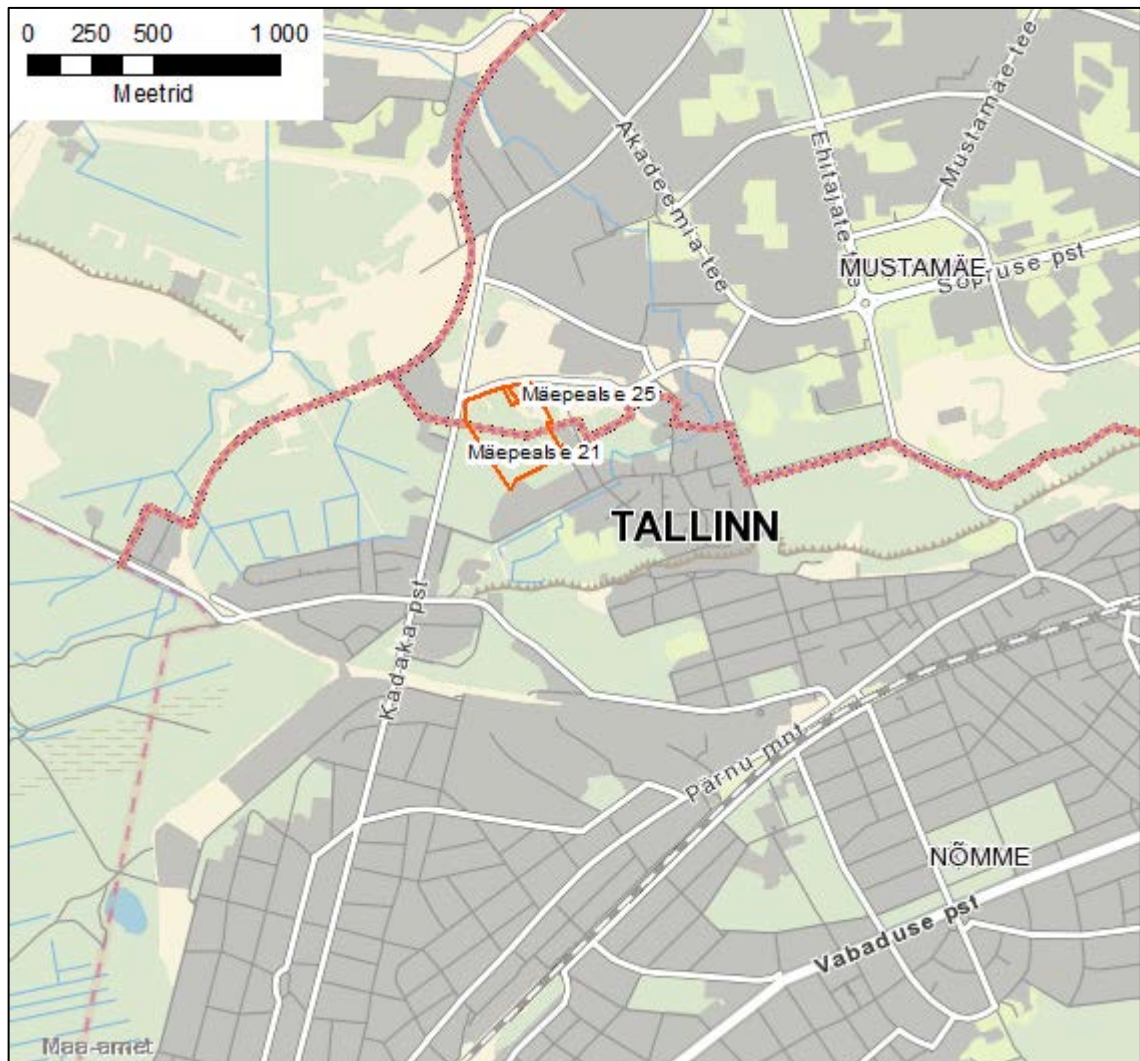 0 250 500 1 000
Meetrid
Akadeemia tee
Ehitajate tee
Mustamäe tee
MUSTAMÄE
Sõpruse pst
Mäepealse 25
Mäepealse 21
TALLINN
Kadaka pst
Pärnu mnt
NÕMME
Vabaduse pst
Maa-amet